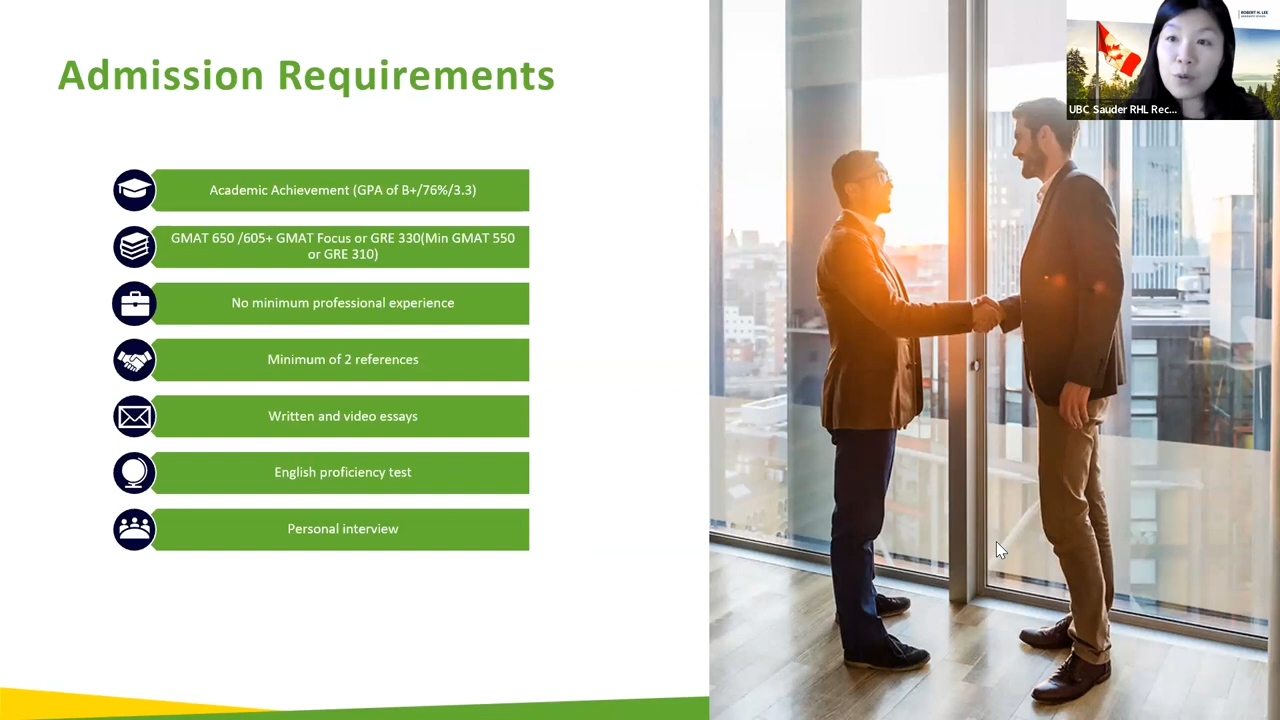 Admission Requirements
Academic Achievement (GPA of B+/76%/3.3)
GMAT 650 /605+ GMAT Focus or GRE 330(Min GMAT 550
or GRE 310)
No minimum professional experience
Minimum of 2 references
Written and video essays
English proficiency test
Personal interview
ROBERT H. LEE
UBC Sauder RHL Rec...